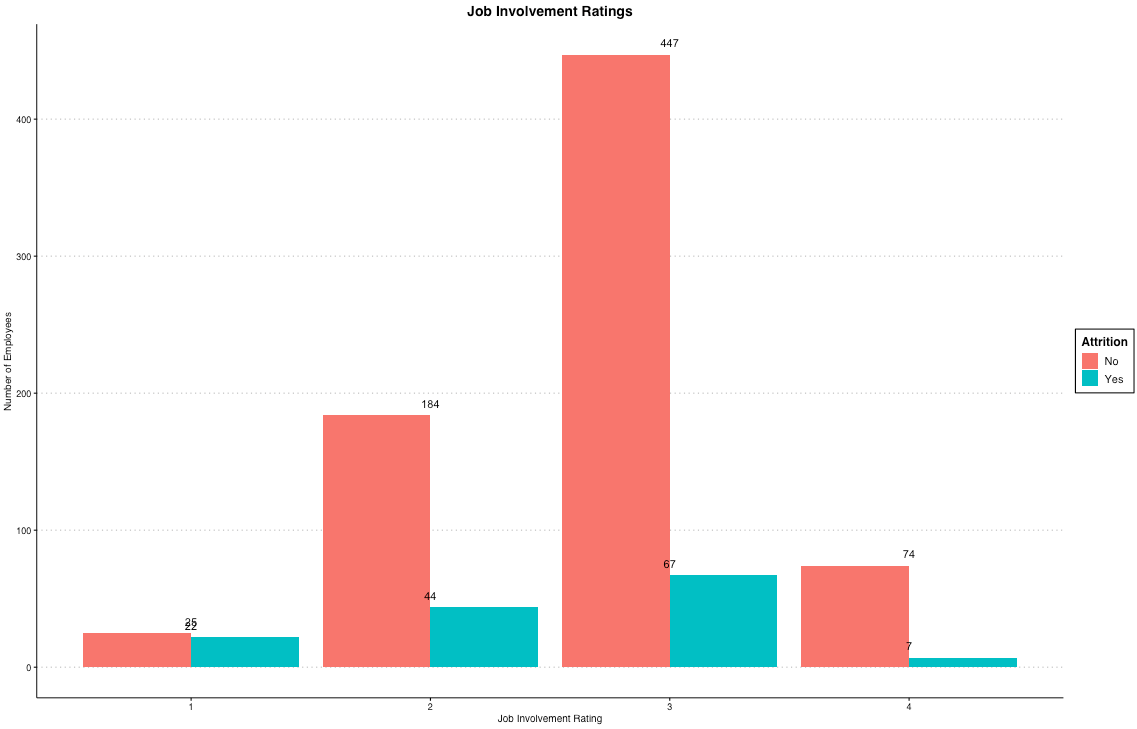 Job Involvement Ratings
447
400
300
Number of Employees
Attrition
No
Yes
200
184
100
74
67
44
25
22
7
0
1 2 3 4
Job Involvement Rating